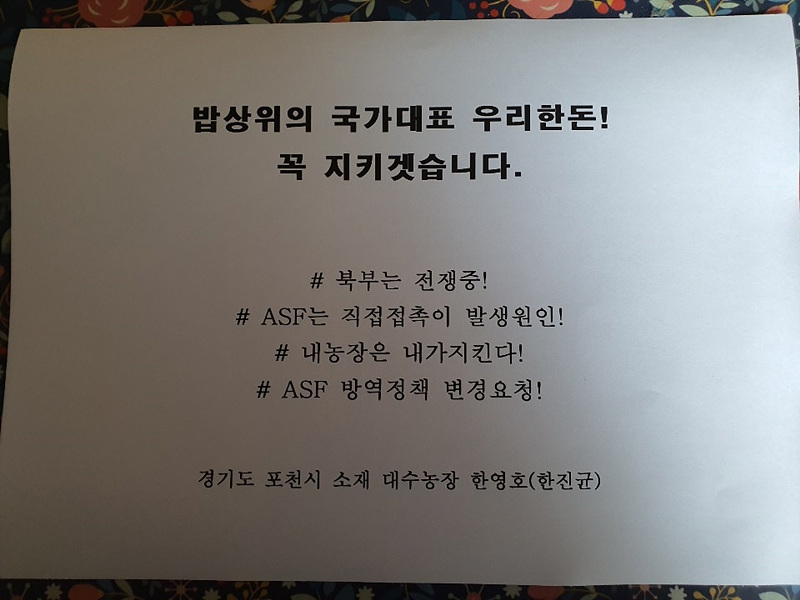 밥상위의 국가대표 우리한돈!
꼭 지키겟습니다.
# 북부는 전쟁중!
# ASF는 직접접촉이 발생원인!
# 내농장은 내가지킨다!
# ASF 방역정책 변경요청!
경기도 포천시 소재 대수농장 한영호(한진균)